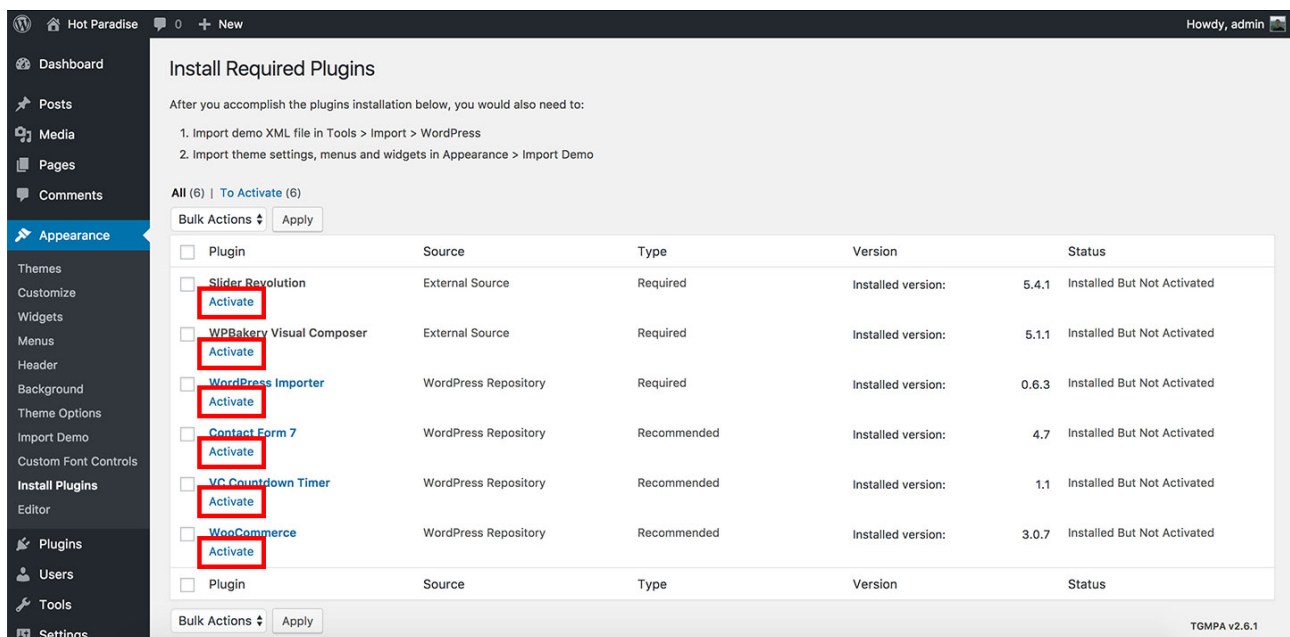 Hot Paradise 0 + New Howdy, admin
Dashboard
Posts
Media
Pages
Comments
Appearance
Themes
Customize
Widgets
Menus
Header
Background
Theme Options
Import Demo
Custom Font Controls
Install Plugins
Editor
Plugins
Users
Tools
Settings
Install Required Plugins
After you accomplish the plugins installation below, you would also need to:
1. Import demo XML file in Tools > Import > WordPress
2. Import theme settings, menus and widgets in Appearance > Import Demo
All (6) | To Activate (6)
Bulk Actions Apply
Plugin Source Type Version Status
Slider Revolution External Source Required Installed version: 5.4.1 Installed But Not Activated
Activate
WPBakery Visual Composer External Source Required Installed version: 5.1.1 Installed But Not Activated
Activate
WordPress Importer WordPress Repository Required Installed version: 0.6.3 Installed But Not Activated
Activate
Contact Form 7 WordPress Repository Recommended Installed version: 4.7 Installed But Not Activated
Activate
VC Countdown Timer WordPress Repository Recommended Installed version: 1.1 Installed But Not Activated
Activate
WooCommerce WordPress Repository Recommended Installed version: 3.0.7 Installed But Not Activated
Activate
Plugin Source Type Version Status
Bulk Actions Apply
TGMPA v2.6.1